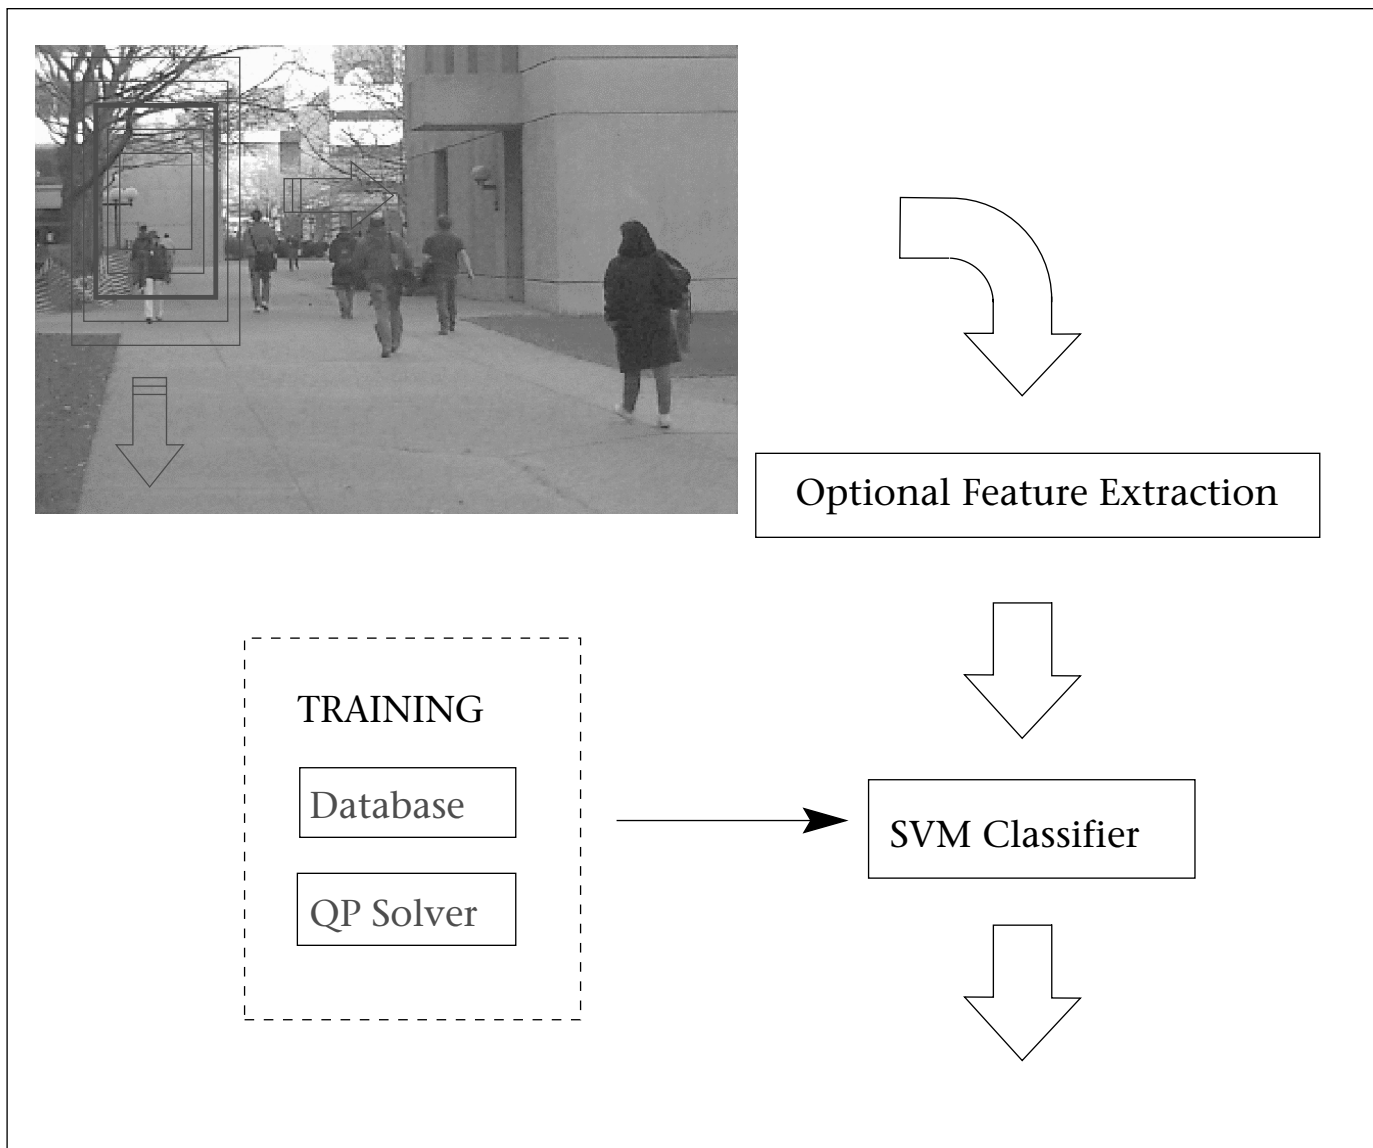 Optional Feature Extraction
TRAINING
Database
QP Solver
SVM Classifier